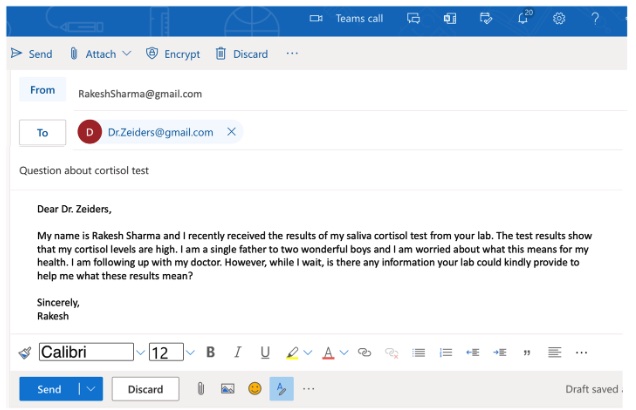 Teams call
20
Send Attach Encrypt Discard ...
From RakeshSharma@gmail.com
To D Dr.Zeiders@gmail.com
Question about cortisol test
Dear Dr. Zeiders,
My name is Rakesh Sharma and I recently received the results of my saliva cortisol test from your lab. The test results show
that my cortisol levels are high. I am a single father to two wonderful boys and I am worried about what this means for my
health. I am following up with my doctor. However, while I wait, is there any information your lab could kindly provide to
help me what these results mean?
Sincerely,
Rakesh
Calibri 12 B I U A ” ...
Send Discard ... Draft saved